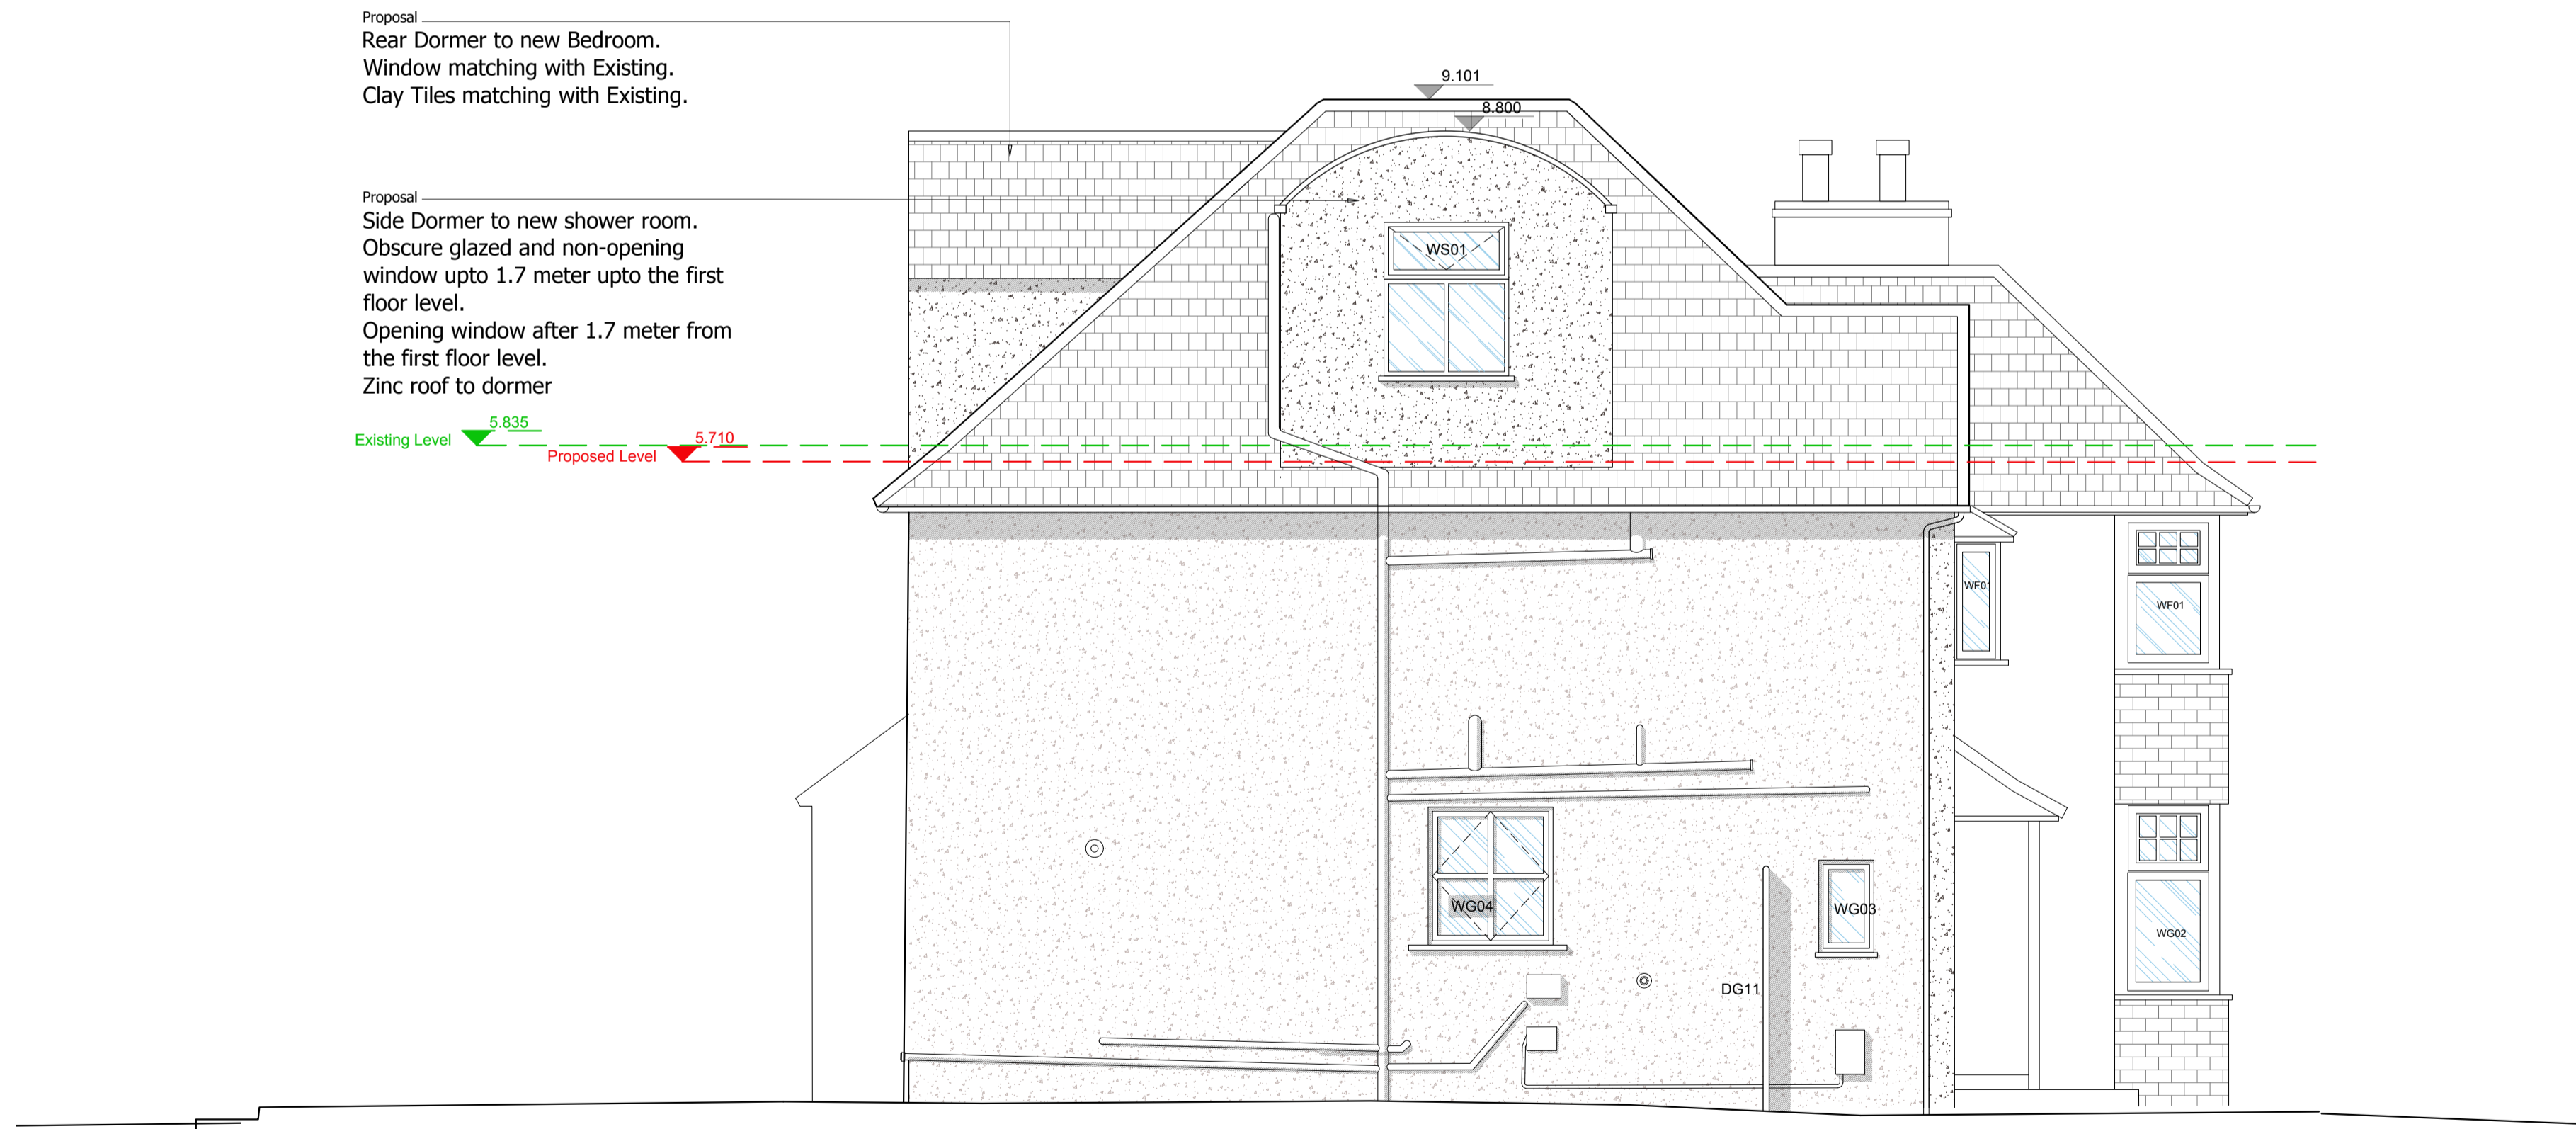 Proposal
Rear Dormer to new Bedroom.
Window matching with Existing.
Clay Tiles matching with Existing.
9.101
8.800
Proposal
Side Dormer to new shower room.
Obscure glazed and non-opening
window upto 1.7 meter upto the first
floor level.
Opening window after 1.7 meter from
the first floor level.
Zinc roof to dormer
WS01
5.835
Existing Level
5.710
Proposed Level
WF01
WF01
WG04
WG03
WG02
DG11